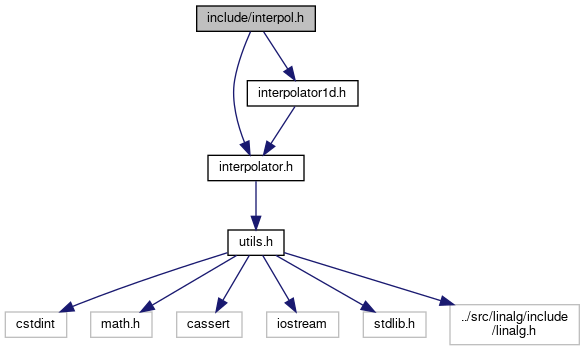 include/interpol.h
interpolator1d.h
interpolator.h
utils.h
cstdint
math.h
cassert
iostream
stdlib.h
../src/linalg/include
/linalg.h